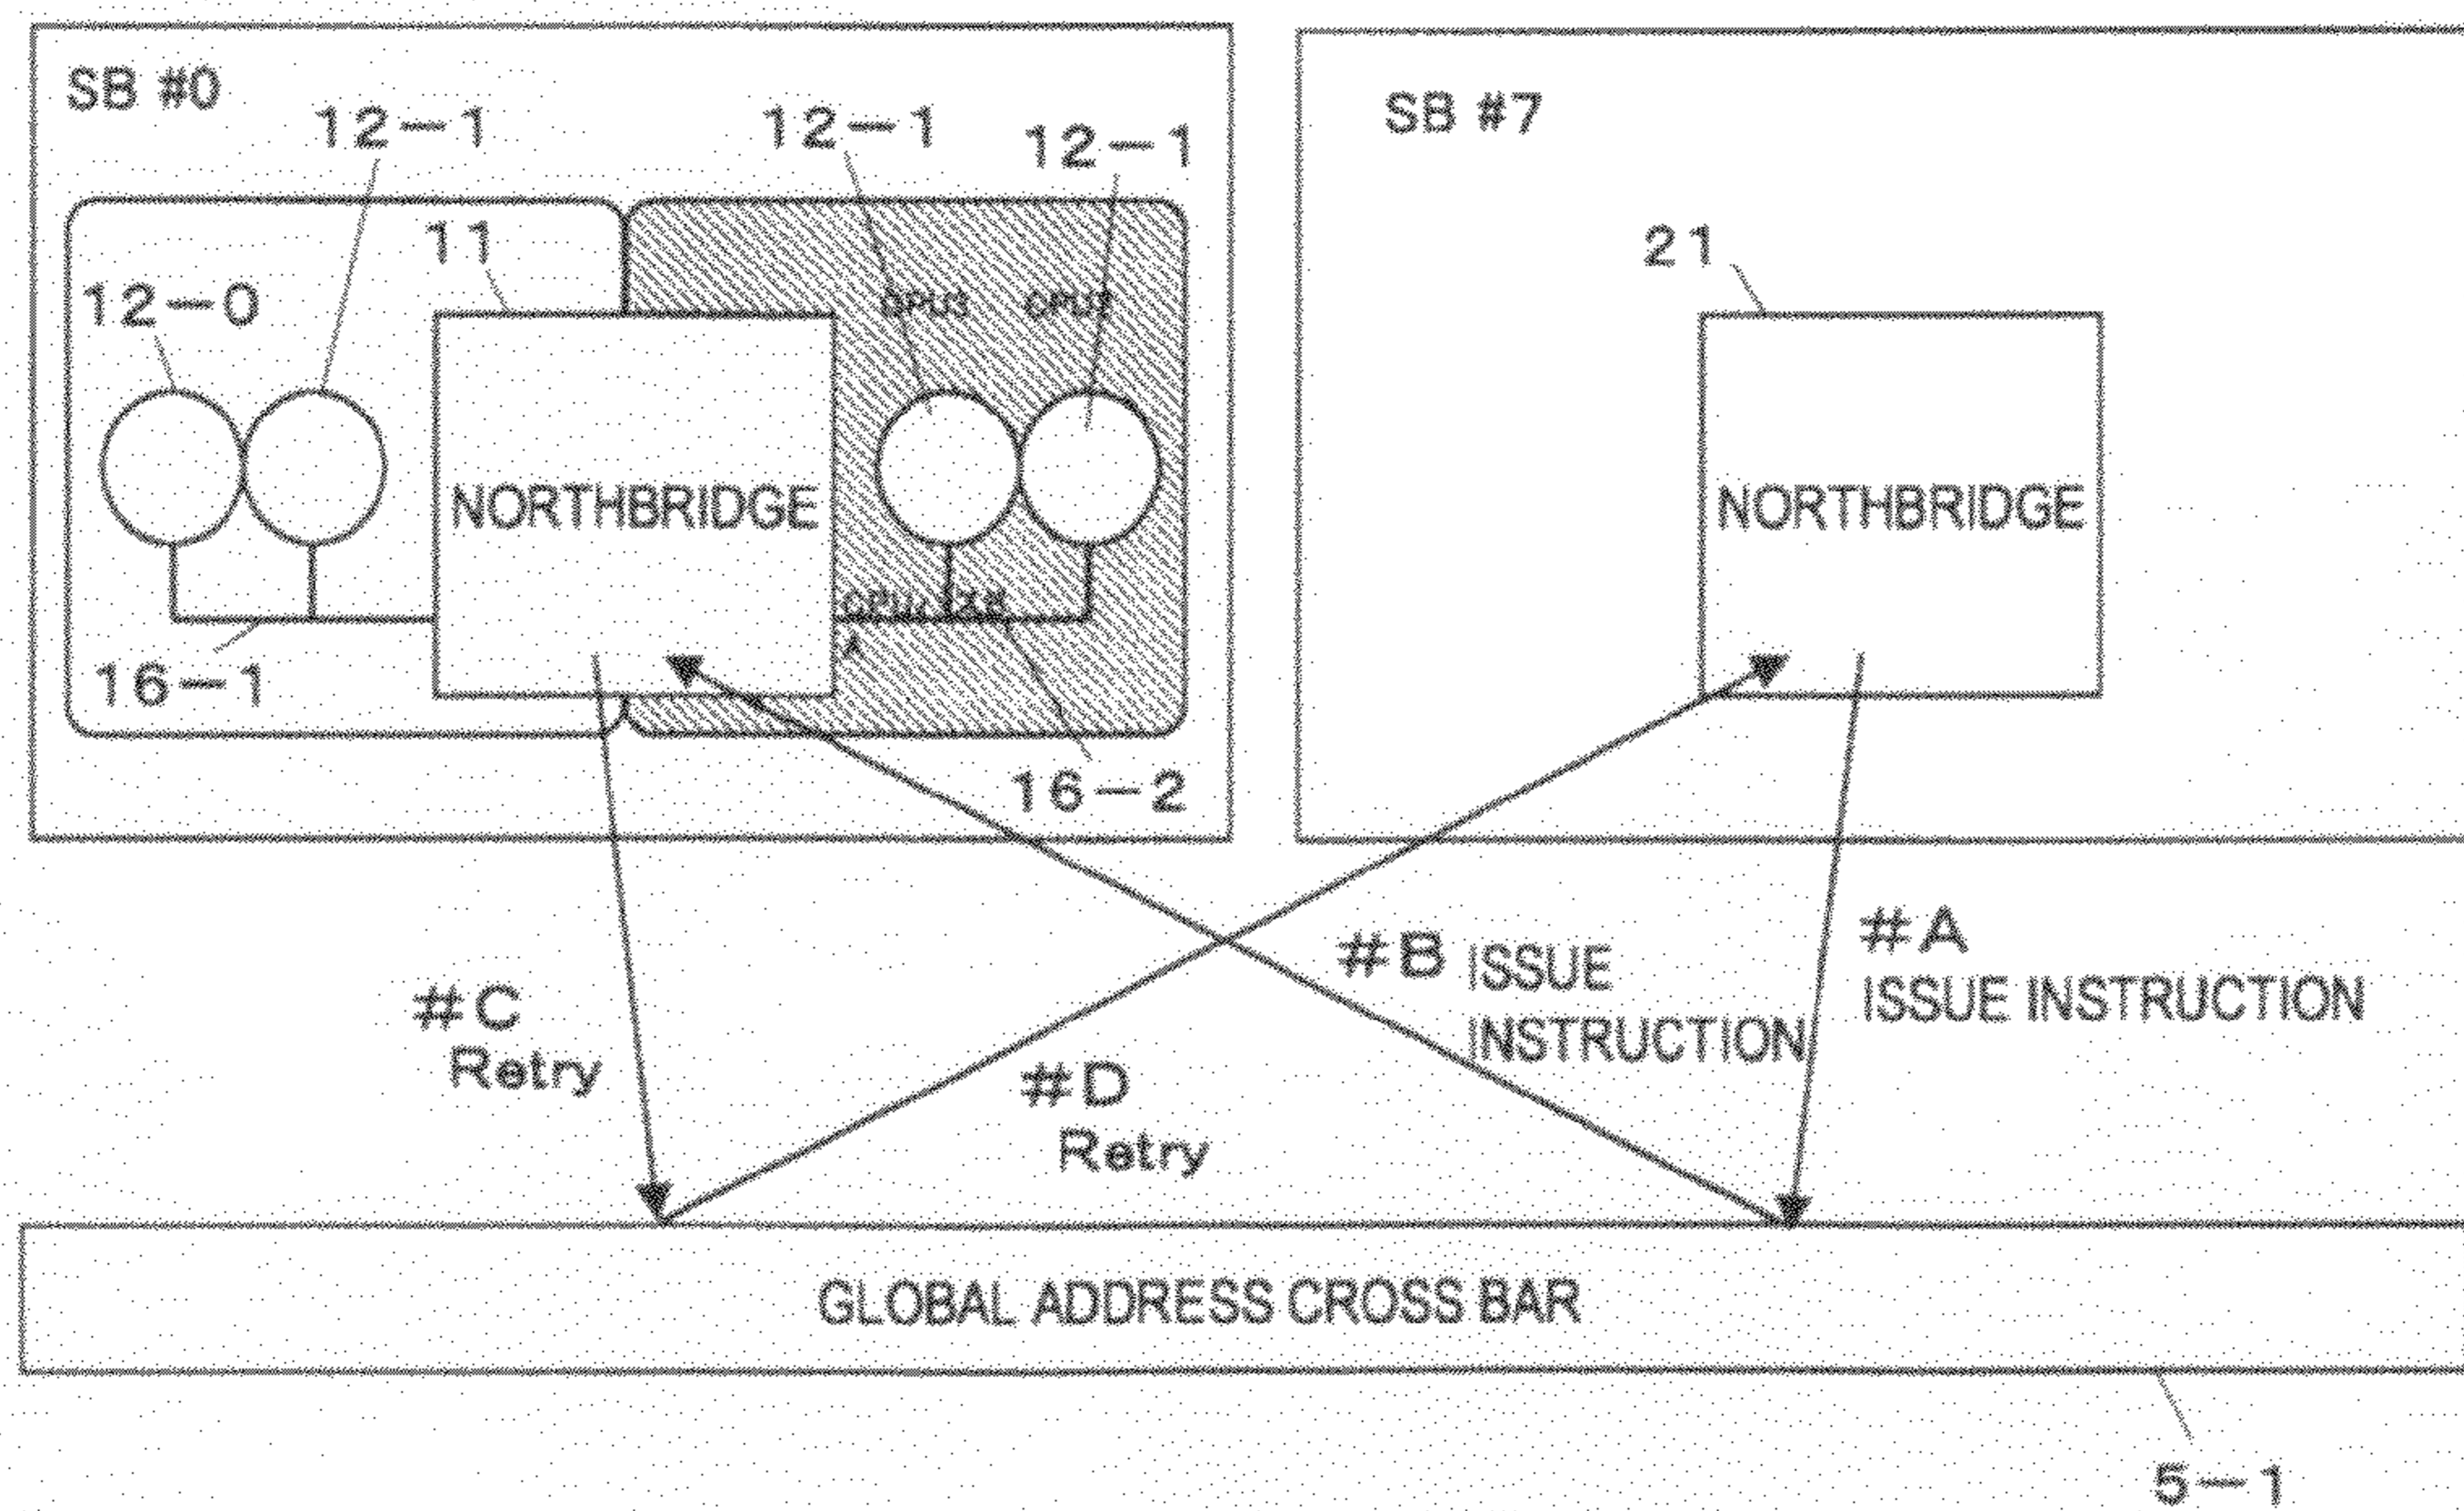 SB #0
12-1
12-1
12-1
SB #7
11
21
12-0
NORTHBRIDGE
NORTHBRIDGE
16-1
16-2
#A
ISSUE INSTRUCTION
#B ISSUE
INSTRUCTION
#C
Retry
#D
Retry
GLOBAL ADDRESS CROSS BAR
5-1